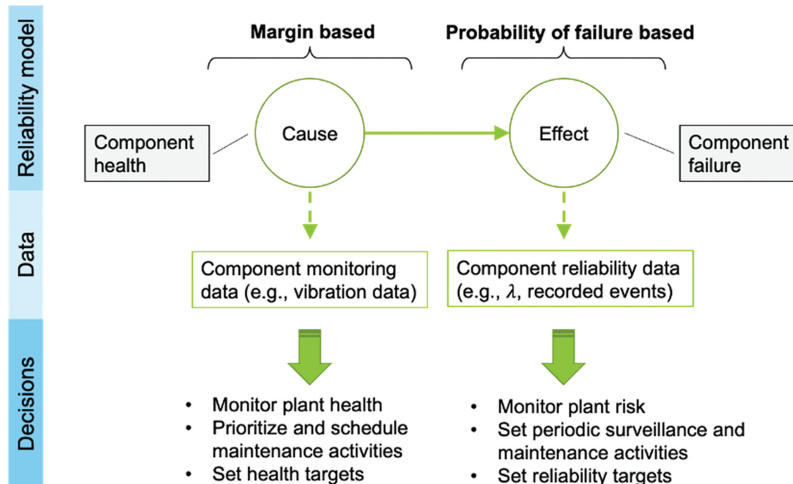 Reliability model
Margin based
Probability of failure based
Component
health
Cause
Effect
Component
failure
Data
Component monitoring
data (e.g., vibration data)
Component reliability data
(e.g., λ, recorded events)
Decisions
• Monitor plant health
• Prioritize and schedule
maintenance activities
• Set health targets
• Monitor plant risk
• Set periodic surveillance and
maintenance activities
• Set reliability targets